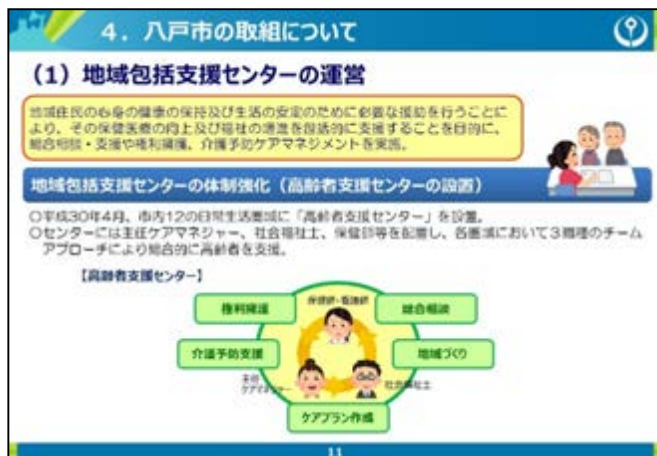 4．八戸市の取組について
（1）地域包括支援センターの運営
地域住民の心身の健康の保持及び生活の安定のために必要な援助を行うことに
より、その保健医療の向上及び福祉の増進を包括的に支援することを目的に、
総合相談・支援や権利擁護、介護予防ケアマネジメントを実施。
地域包括支援センターの体制強化（高齢者支援センターの設置）
○平成30年4月、市内12の日常生活圏域に「高齢者支援センター」を設置。
○センターには主任ケアマネジャー、社会福祉士、保健師等を配置し、各圏域において3職種のチーム
アプローチにより総合的に高齢者を支援。
【高齢者支援センター】
保健師・看護師
権利擁護
総合相談
介護予防支援
地域づくり
主任
ケアマネジャー
社会福祉士
ケアプラン作成
11